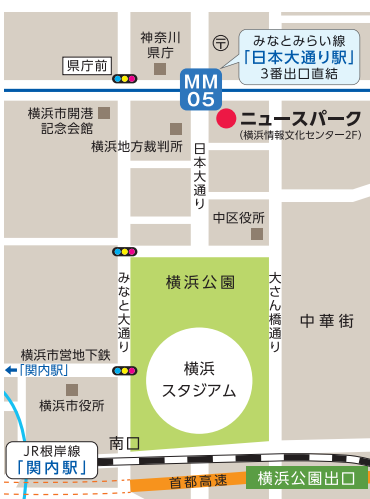 神奈川
県庁
〒
みなとみらい線
「日本大通り駅」
3番出口直結
県庁前
MM
05
横浜市開港
記念会館
ニュースパーク
(横浜情報文化センター2F)
横浜地方裁判所
日本大通り
中区役所
みなと大通り
横浜公園
大さん橋通り
中華街
横浜市営地下鉄
「関内駅」
横浜
スタジアム
横浜市役所
南口
JR根岸線
「関内駅」
首都高速
横浜公園出口